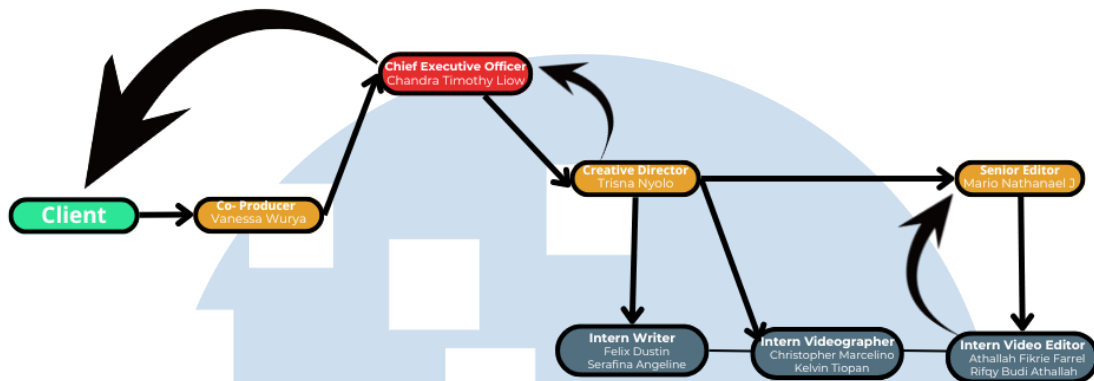 Chief Executive Officer
Chandra Timothy Liow
Creative Director
Trisna Nyolo
Senior Editor
Mario Nathanael J
Client
Co- Producer
Vanessa Wurya
Intern Writer
Felix Dustin
Serafina Angeline
Intern Videographer
Christopher Marcelino
Kelvin Tiopan
Intern Video Editor
Athallah Fikrie Farrel
Rifqy Budi Athallah